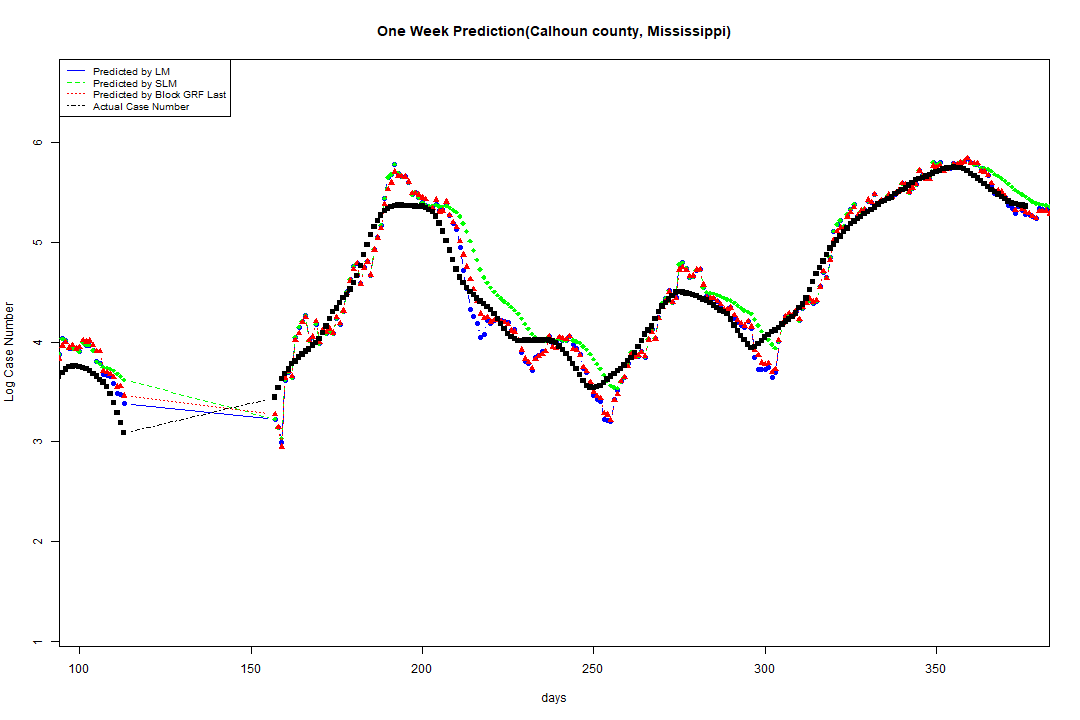 One Week Prediction(Calhoun county, Mississippi)
Predicted by LM
Predicted by SLM
Predicted by Block GRF Last
Actual Case Number
6
5
4
3
2
1
Log Case Number
100 150 200 250 300 350
days